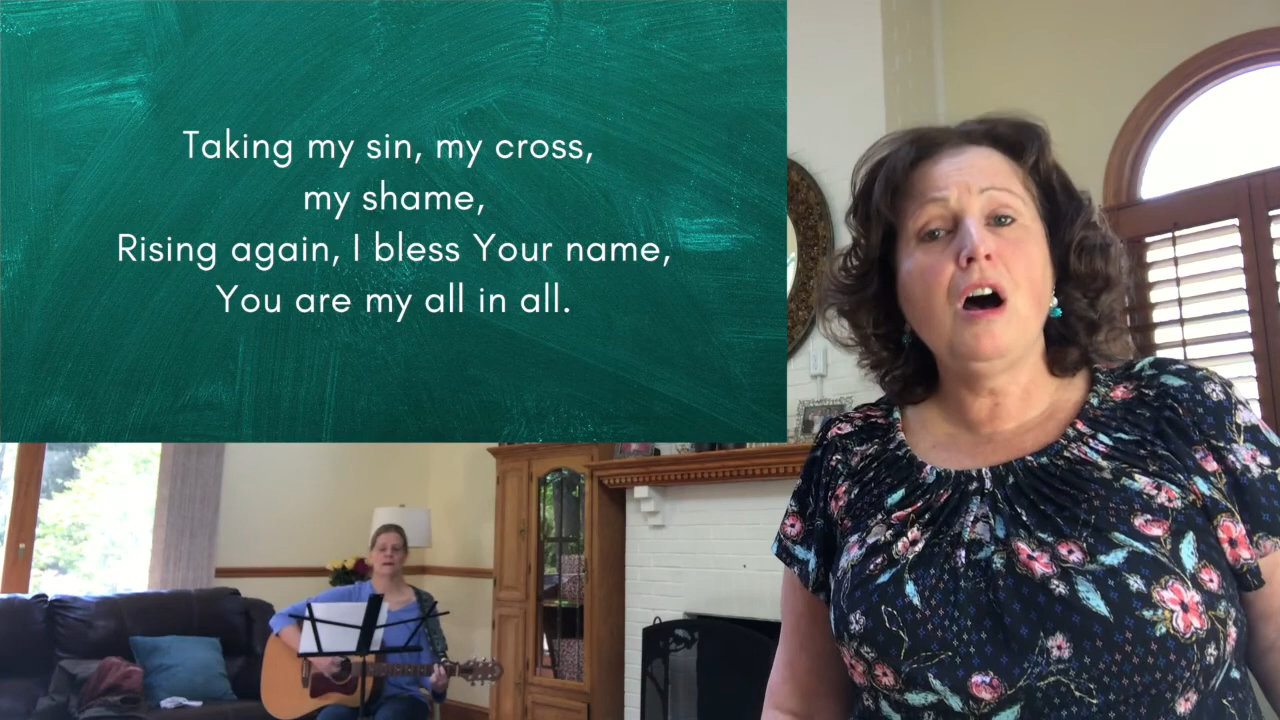 Taking my sin, my cross,
my shame,
Rising again, I bless Your name,
You are my all in all.